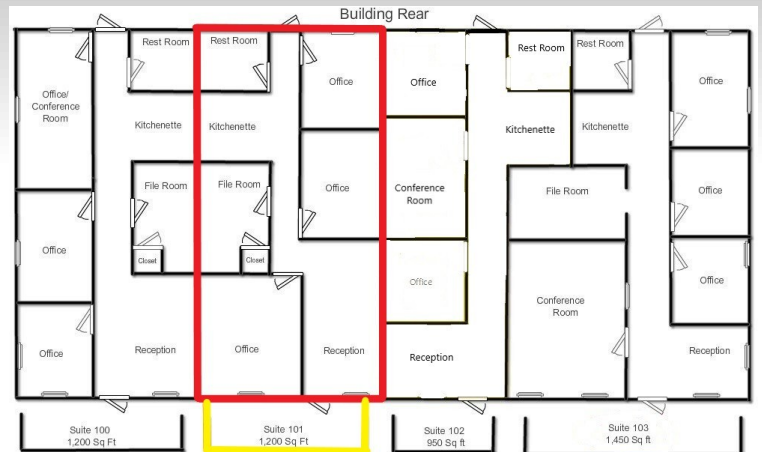 Building Rear
Rest Room
Rest Room
Rest Room
Rest Room
Office/
Conference
Room
Kitchenette
Kitchenette
Office
Office
Kitchenette
Kitchenette
Office
File Room
File Room
Office
Conference
Room
File Room
Office
Office
Closet
Closet
Office
Office
Conference
Room
Office
Reception
Office
Reception
Reception
Reception
Suite 100
1,200 Sq Ft
Suite 101
1,200 Sq Ft
Suite 102
950 Sq ft
Suite 103
1,450 Sq ft